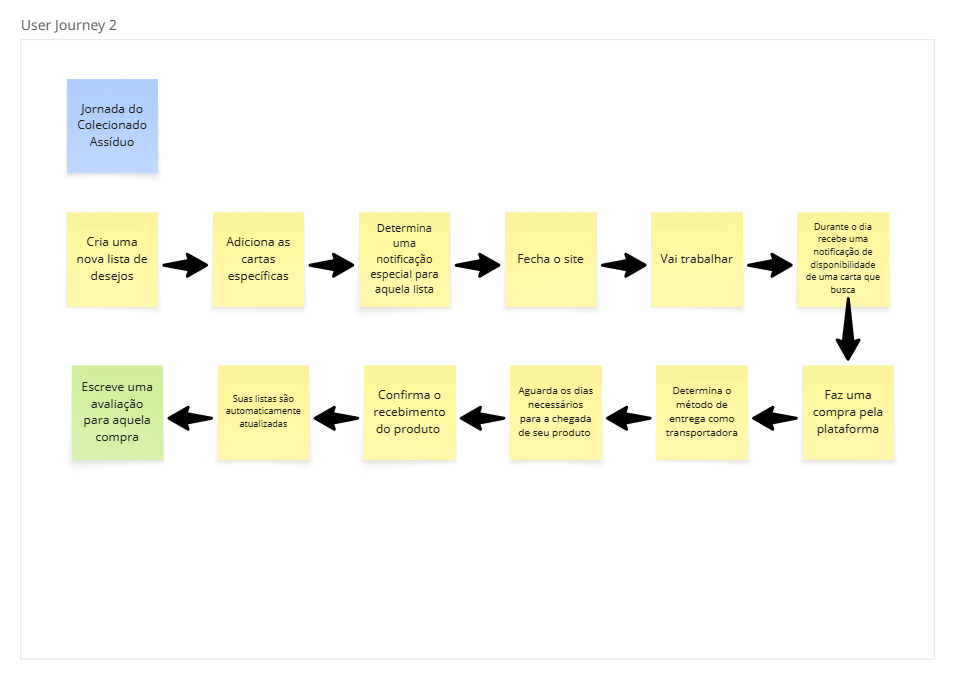 User Journey 2
Jornada do
Colecionado
Assíduo
Cria uma
nova lista de
desejos
Adiciona as
cartas
específicas
Determina
uma
notificação
especial para
aquela lista
Fecha o site
Vai trabalhar
Durante o dia
recebe uma
notificação de
disponibilidade
de uma carta que
busca
Faz uma
compra pela
plataforma
Determina o
método de
entrega como
transportadora
Aguarda os dias
necessários
para a chegada
de seu produto
Confirma o
recebimento
do produto
Suas listas são
automaticamente
atualizadas
Escreve uma
avaliação
para aquela
compra